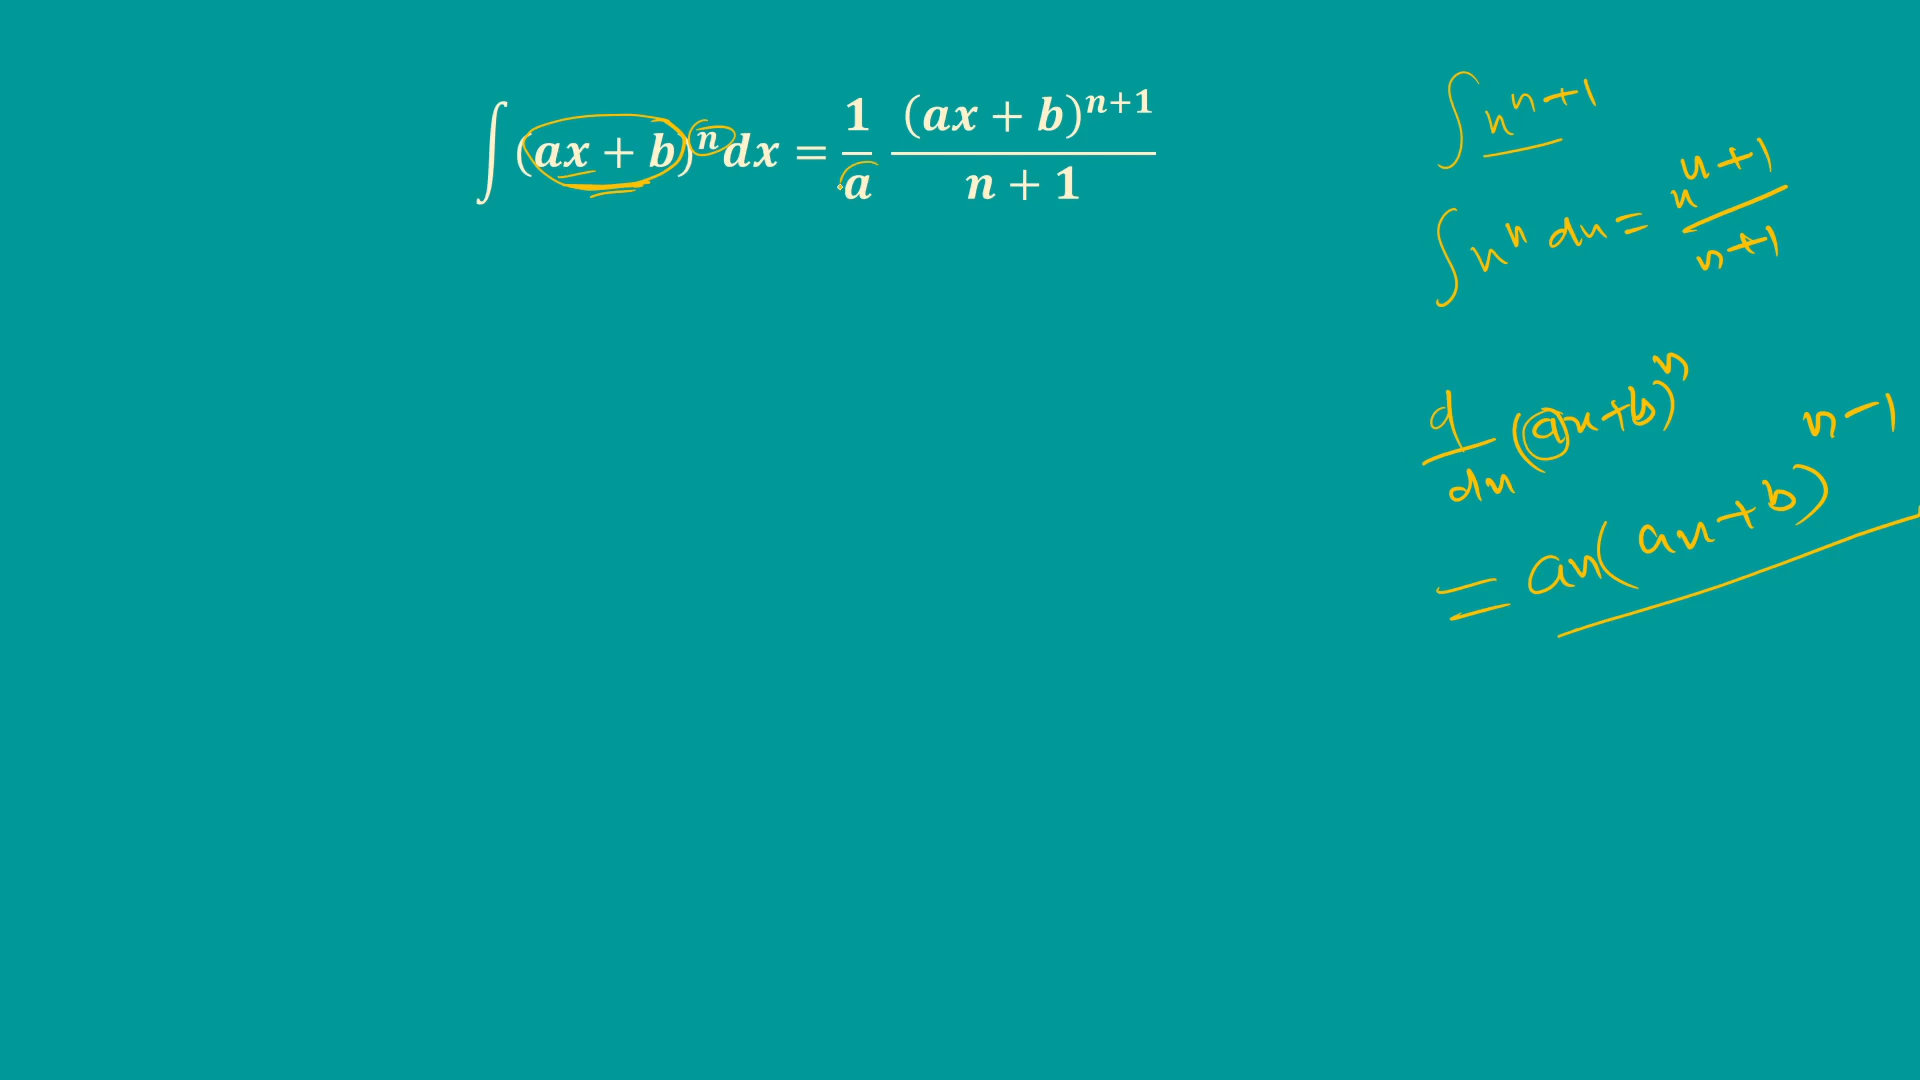 ∫(ax + b)ⁿdx = 1/a (ax + b)ⁿ⁺¹/n + 1
∫xⁿ⁺¹
∫xⁿ dx = xⁿ⁺¹/n+1
d/dx (ax+b)ⁿ
= an(ax+b)ⁿ⁻¹